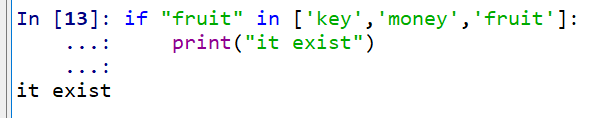 In [13]: if "fruit" in ['key','money','fruit']:
    ...:     print("it exist")
    ...:
it exist